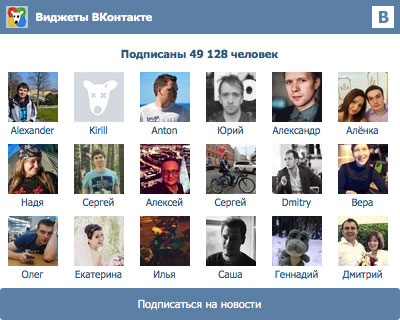 Виджеты ВКонтакте
B
Подписаны 49 128 человек
Alexander Kirill Anton Юрий Александр Алёнка
Надя Сергей Алексей Сергей Dmitry Вера
Олег Екатерина Илья Саша Геннадий Дмитрий
Подписаться на новости